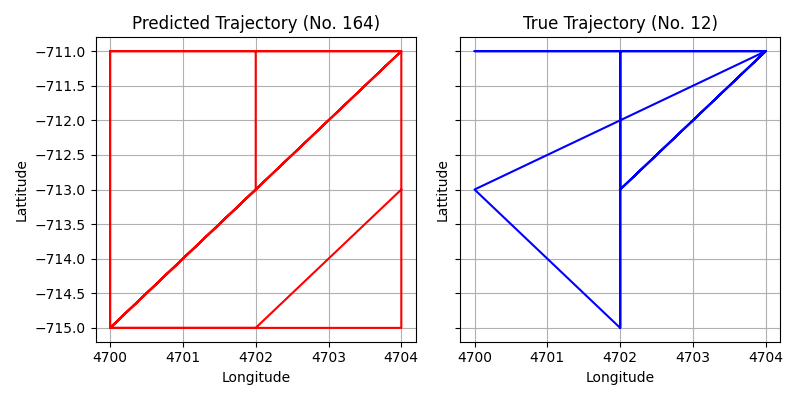 Predicted Trajectory (No. 164)
True Trajectory (No. 12)
−711.0
−711.5
−712.0
−712.5
−713.0
−713.5
−714.0
−714.5
−715.0
Lattitude
Lattitude
4700 4701 4702 4703 4704
4700 4701 4702 4703 4704
Longitude
Longitude